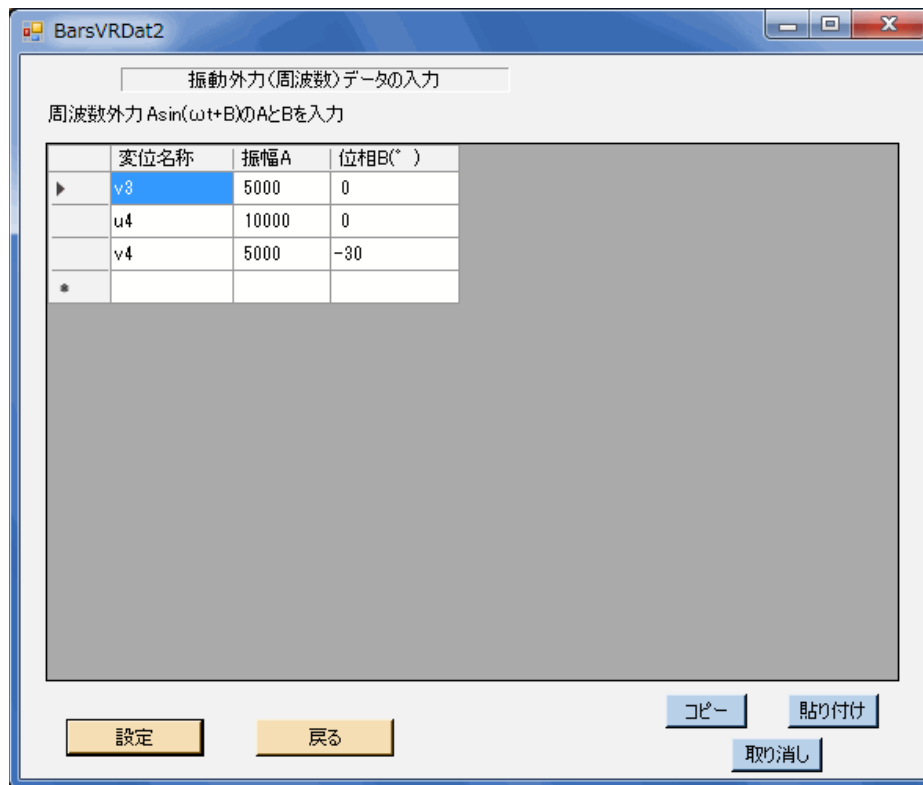 BarsVRDat2
振動外力(周波数)データの入力
周波数外力 Asin(ωt+B)のAとBを入力
変位名称 振幅A 位相B(°)
v3 5000 0
u4 10000 0
v4 5000 -30
コピー 貼り付け
設定 戻る
取り消し